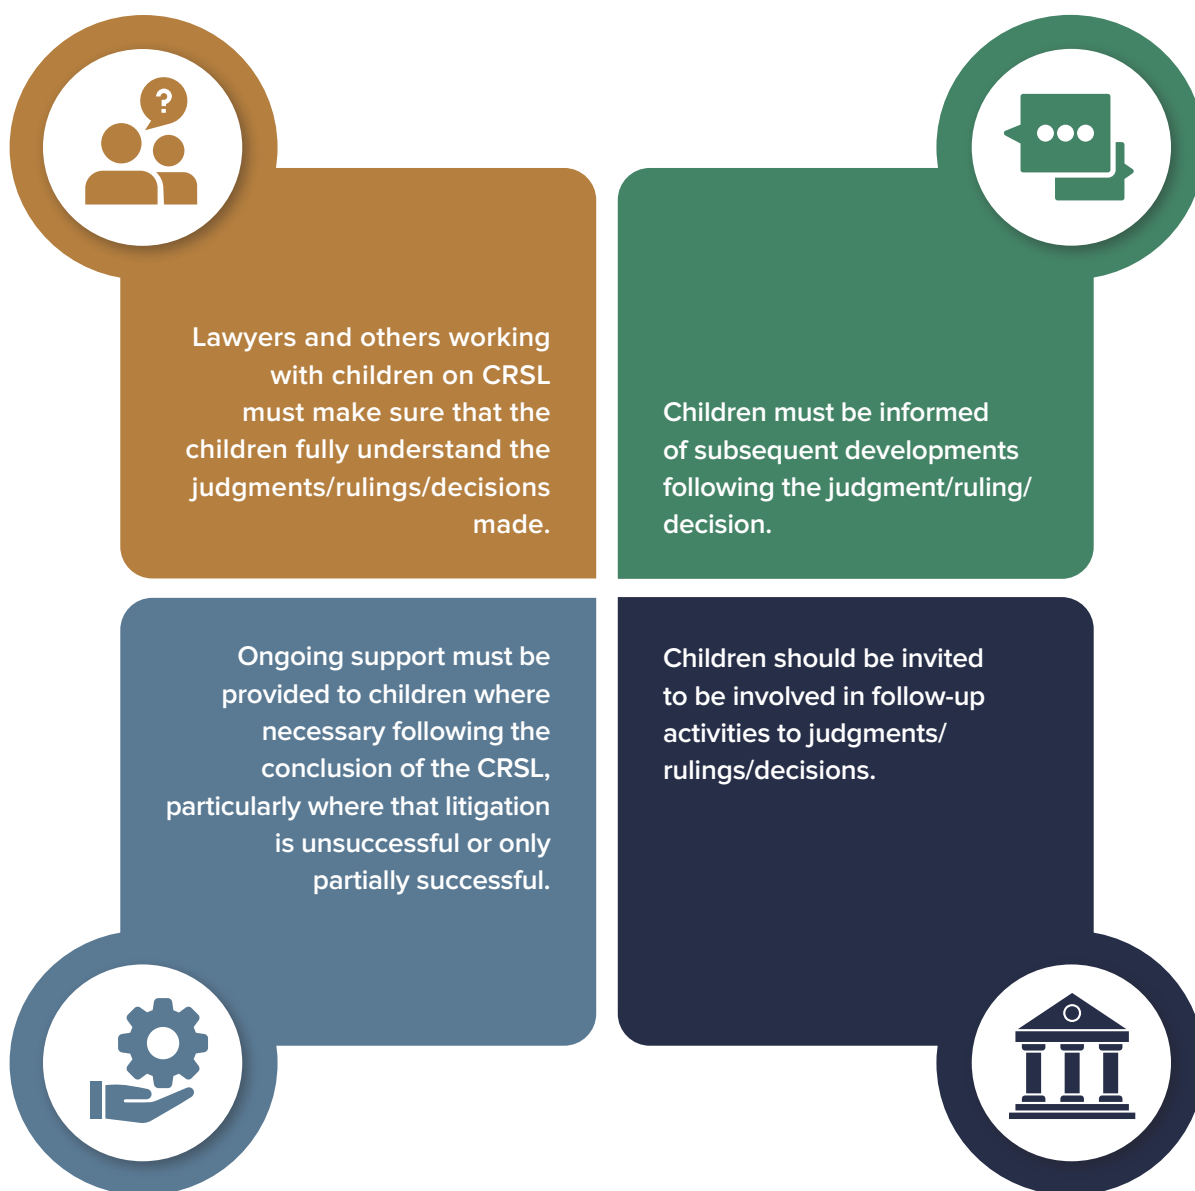 ?
Lawyers and others working
with children on CRSL
must make sure that the
children fully understand the
judgments/rulings/decisions
made.
Children must be informed
of subsequent developments
following the judgment/ruling/
decision.
Ongoing support must be
provided to children where
necessary following the
conclusion of the CRSL,
particularly where that litigation
is unsuccessful or only
partially successful.
Children should be invited
to be involved in follow-up
activities to judgments/
rulings/decisions.